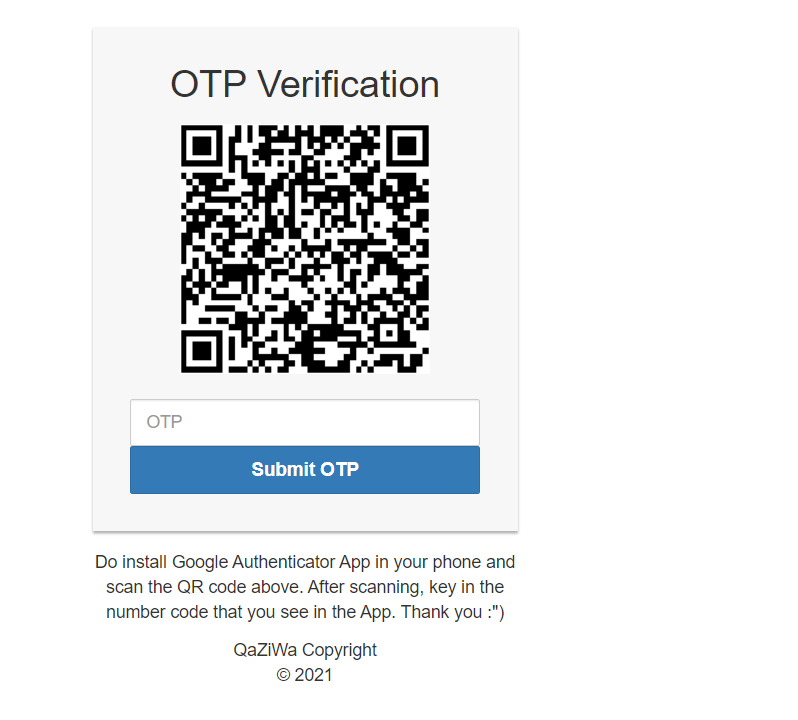 OTP Verification
OTP
Submit OTP
Do install Google Authenticator App in your phone and
scan the QR code above. After scanning, key in the
number code that you see in the App. Thank you :")
QaZiWa Copyright
© 2021